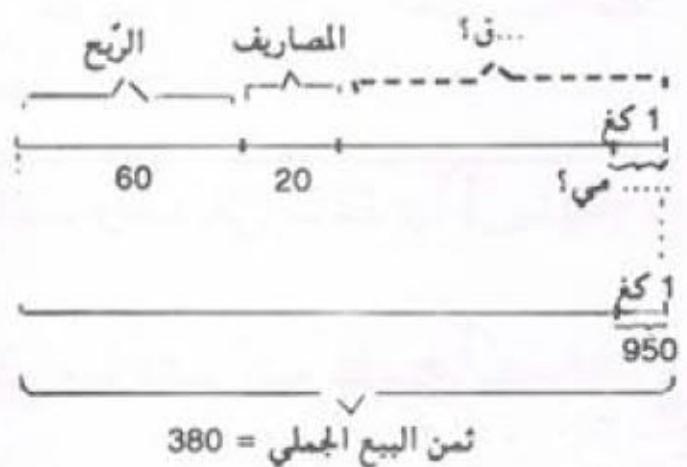 ...ق؟ المصاريف الرّبح
1 كغ
60 20
..... مي؟
1 كغ
950
ثمن البيع الجملي = 380